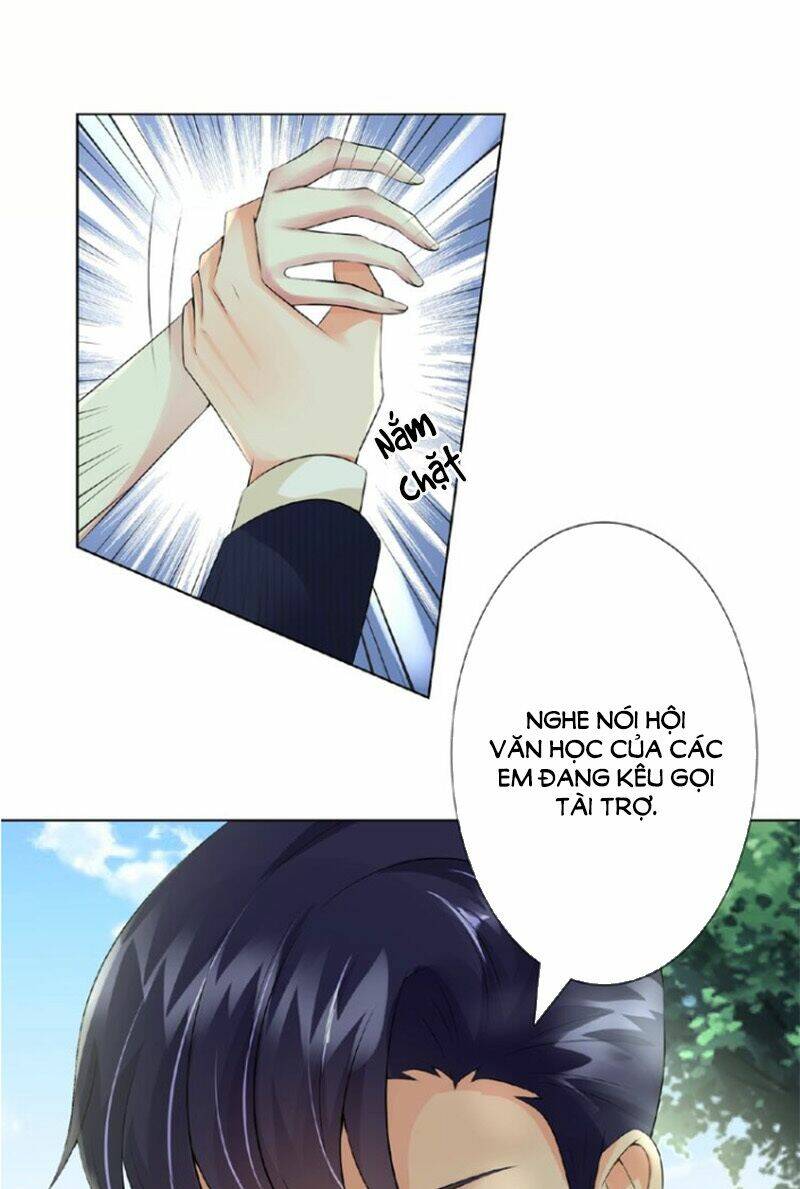 Nắm
chặt
NGHE NÓI HỘI
VĂN HỌC CỦA CÁC
EM ĐANG KÊU GỌI
TÀI TRỢ.